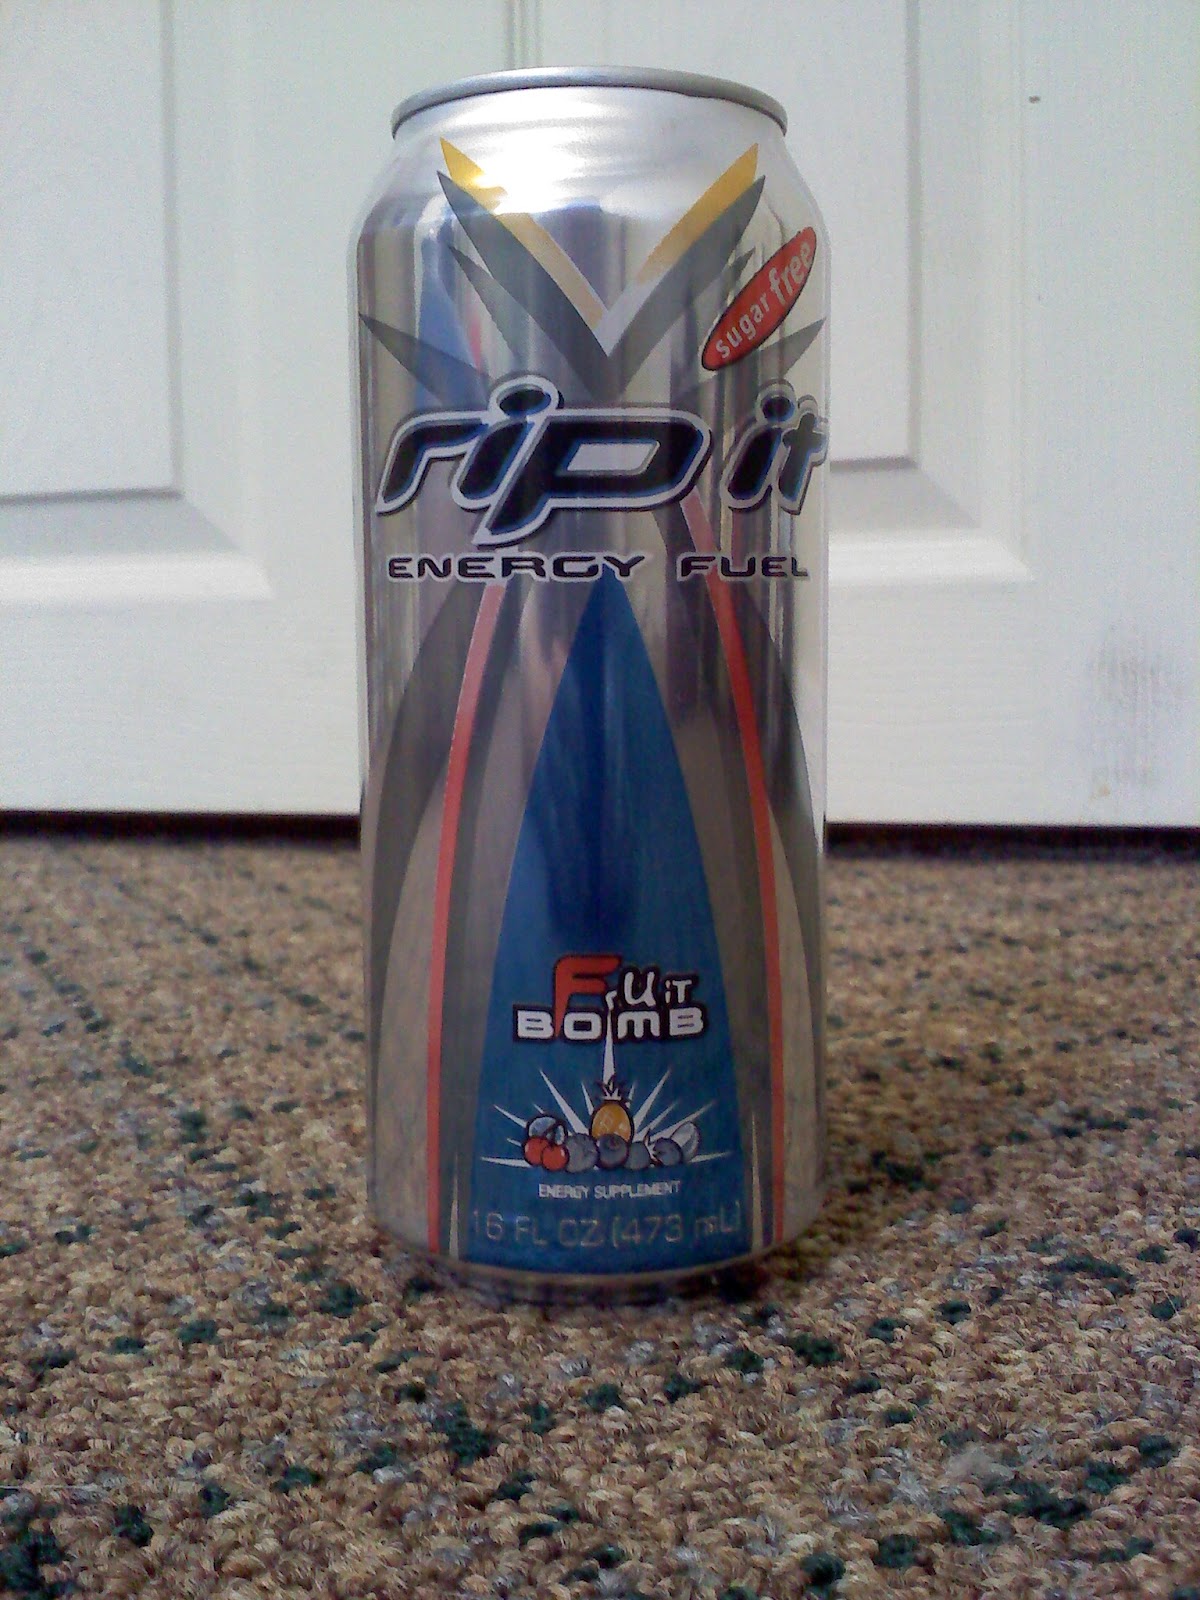 sugar free
rip it
ENERGY FUEL
FrUiT
BOmB
ENERGY SUPPLEMENT
16 FL OZ (473 mL)